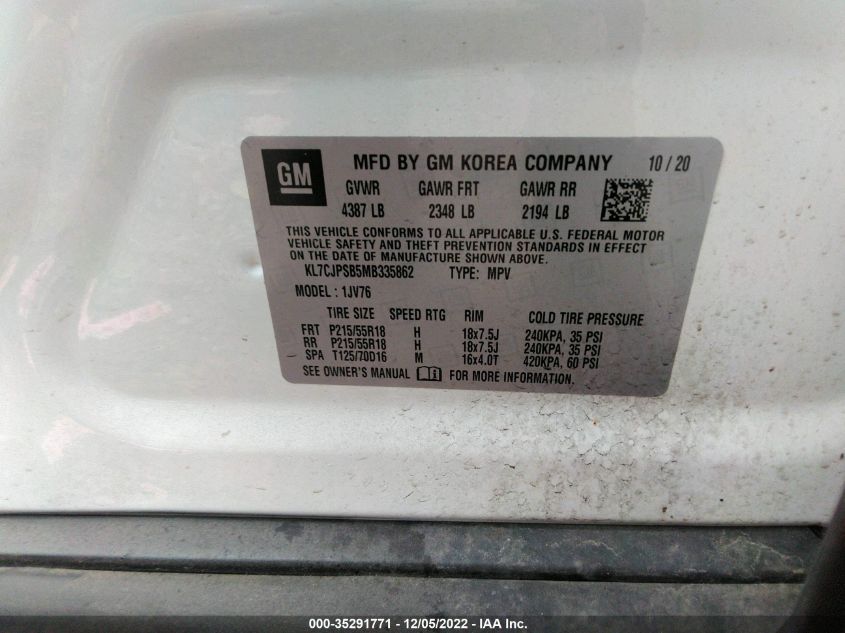 GM
MFD BY GM KOREA COMPANY 10 / 20
GVWR GAWR FRT GAWR RR
4387 LB 2348 LB 2194 LB
THIS VEHICLE CONFORMS TO ALL APPLICABLE U.S. FEDERAL MOTOR
VEHICLE SAFETY AND THEFT PREVENTION STANDARDS IN EFFECT
ON THE DATE OF MANUFACTURE SHOWN ABOVE.
KL7CJPSB5MB335862 TYPE: MPV
MODEL : 1JV76
TIRE SIZE SPEED RTG RIM COLD TIRE PRESSURE
FRT P215/55R18 H 18x7.5J 240KPA, 35 PSI
RR P215/55R18 H 18x7.5J 240KPA, 35 PSI
SPA T125/70D16 M 16x4.0T 420KPA, 60 PSI
SEE OWNER'S MANUAL FOR MORE INFORMATION.
000-35291771 - 12/05/2022 - IAA Inc.